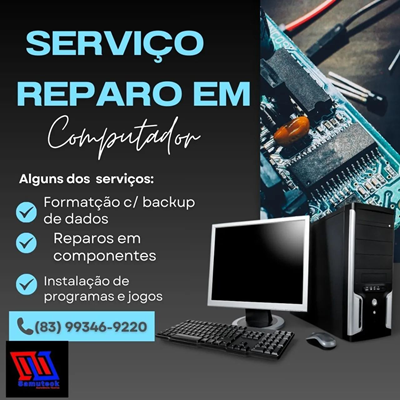 SERVIÇO
REPARO EM
Computador
Alguns dos serviços:
Formatção c/ backup
de dados
Reparos em
componentes
Instalação de
programas e jogos
(83) 99346-9220